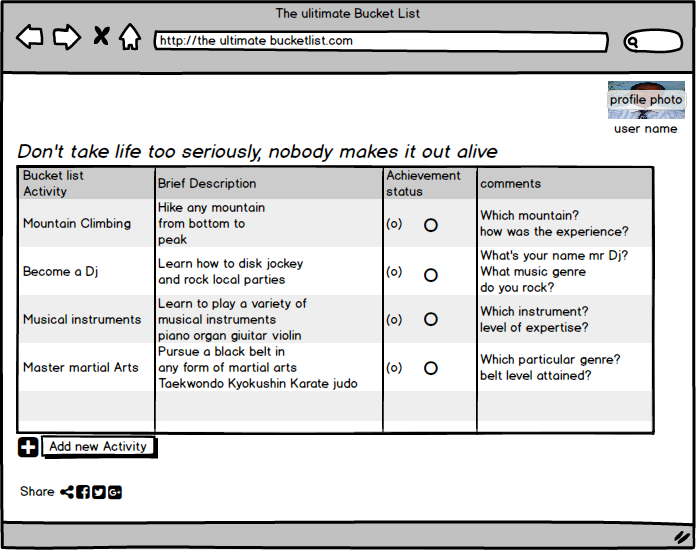 The ulitimate Bucket List
http://the ultimate bucketlist.com
profile photo
user name
Don't take life too seriously, nobody makes it out alive
Bucket list
Activity
Brief Description
Achievement
status
comments
Mountain Climbing
Hike any mountain
from bottom to
peak
(o)
Which mountain?
how was the experience?
Become a Dj
Learn how to disk jockey
and rock local parties
(o)
What's your name mr Dj?
What music genre
do you rock?
Musical instruments
Learn to play a variety of
musical instruments
piano organ giuitar violin
(o)
Which instrument?
level of expertise?
Master martial Arts
Pursue a black belt in
any form of martial arts
Taekwondo Kyokushin Karate judo
(o)
Which particular genre?
belt level attained?
Add new Activity
Share